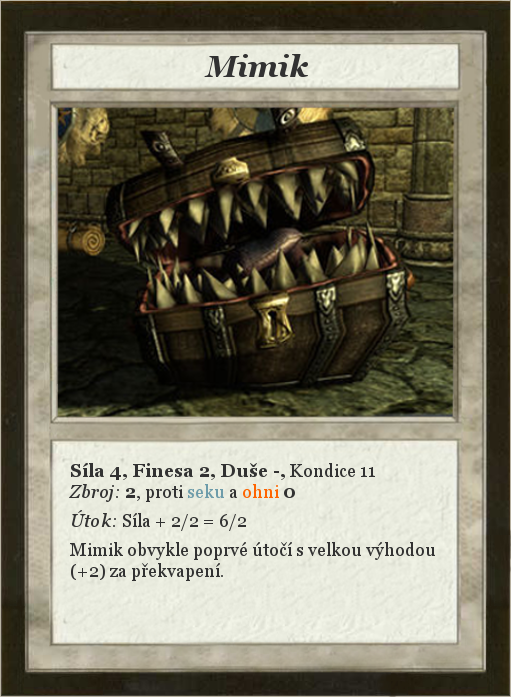 Mimik
Síla 4, Finesa 2, Duše -, Kondice 11
Zbroj: 2, proti seku a ohni 0
Útok: Síla + 2/2 = 6/2
Mimik obvykle poprvé útočí s velkou výhodou
(+2) za překvapení.